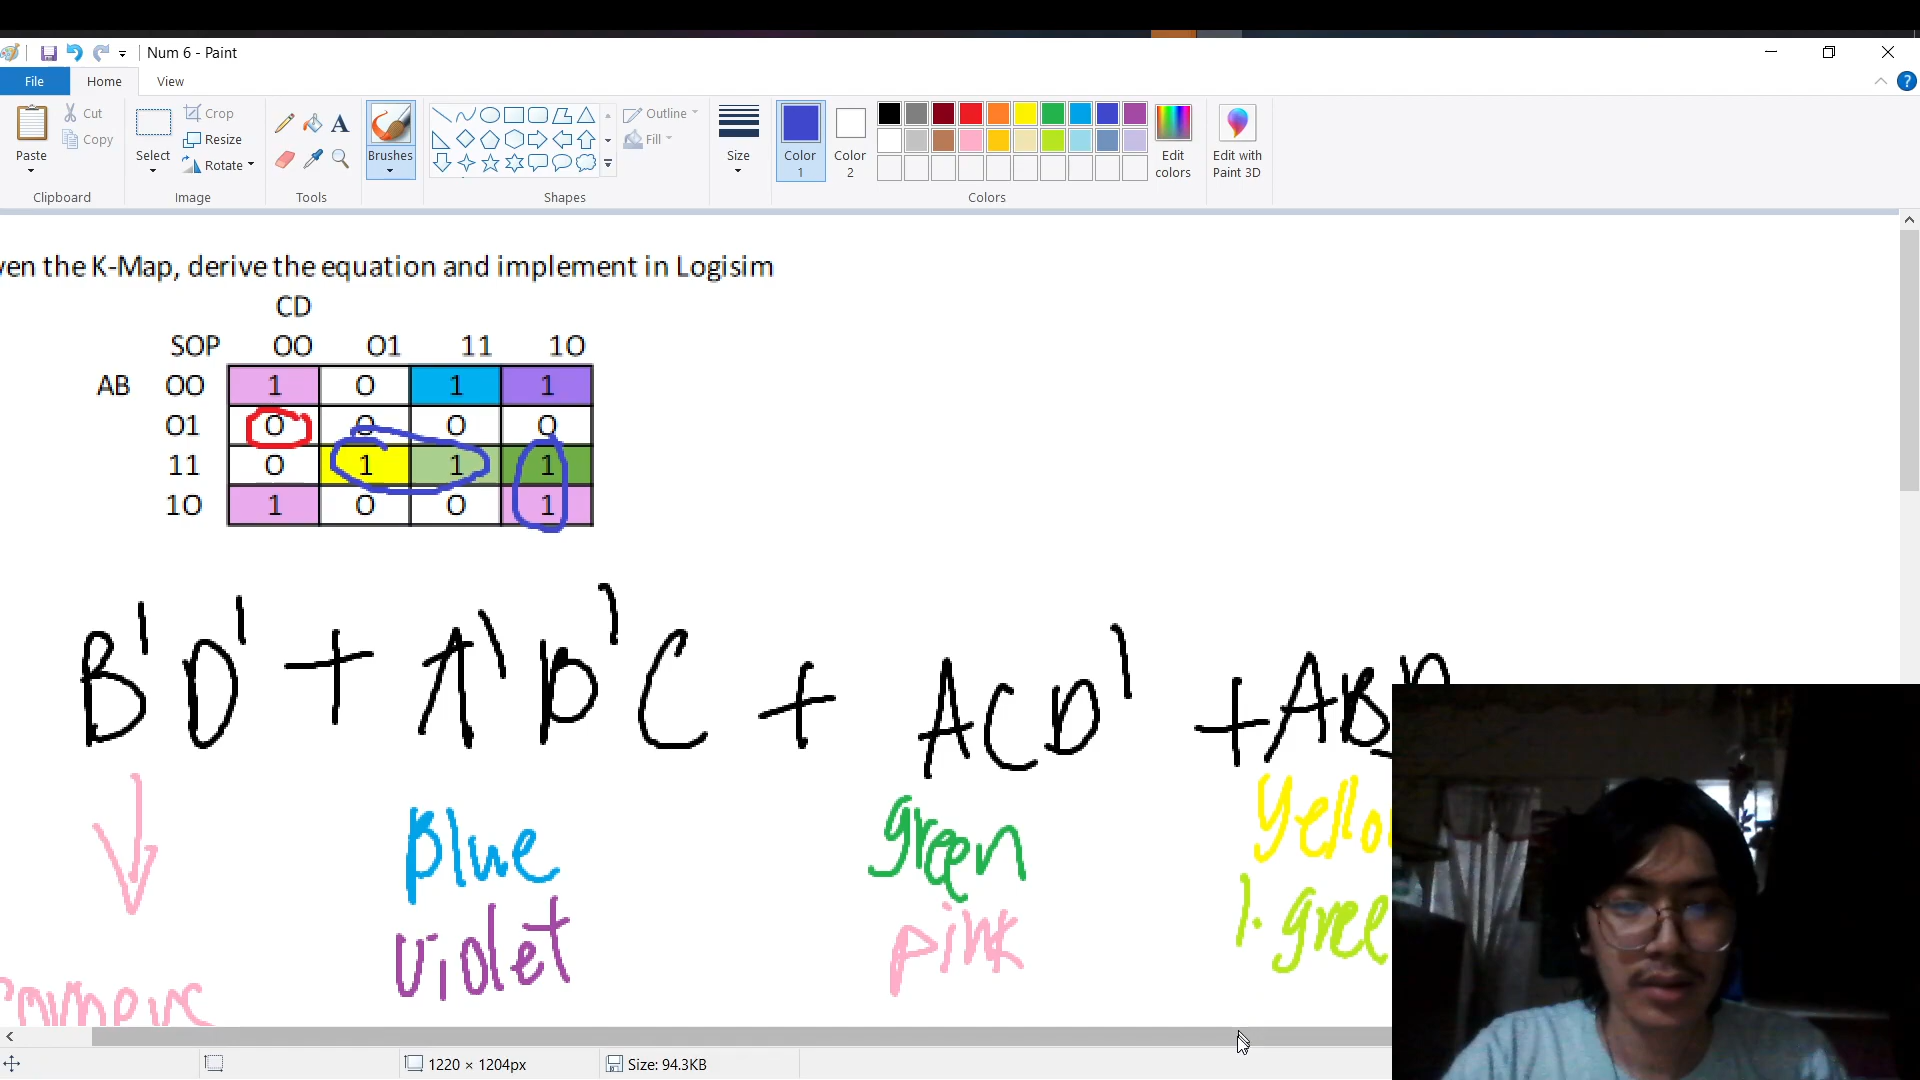 Num 6 - Paint
File Home View
Paste Cut Copy Clipboard
Select Crop Resize Rotate Image
Tools
Brushes
Outline Fill Shapes
Size
Color 1 Color 2 Edit colors Colors
Edit with Paint 3D
ven the K-Map, derive the equation and implement in Logisim
CD
SOP 00 01 11 10
AB 00 1 0 1 1
01 0 0 0 0
11 0 1 1 1
10 1 0 0 1
B'D' + A'B'C + ACD' + ABD
Blue green Yello
violet pink l. gree
1220 × 1204px Size: 94.3KB